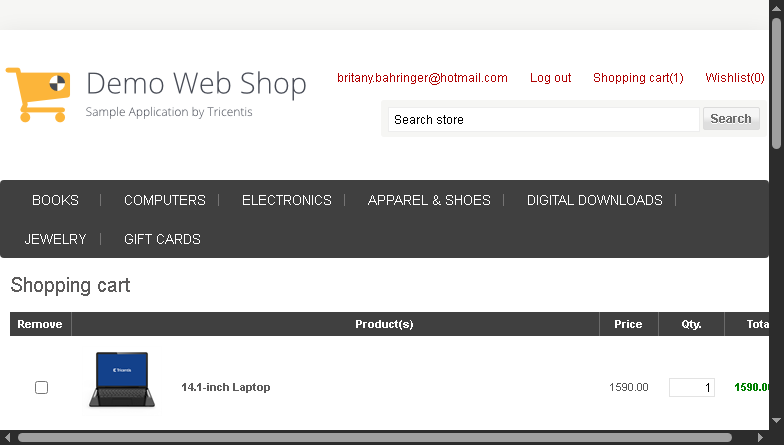 Demo Web Shop
Sample Application by Tricentis
britany.bahringer@hotmail.com Log out Shopping cart(1) Wishlist(0)
Search store Search
BOOKS COMPUTERS ELECTRONICS APPAREL & SHOES DIGITAL DOWNLOADS
JEWELRY GIFT CARDS
Shopping cart
Remove Product(s) Price Qty. Tota
Tricentis
14.1-inch Laptop 1590.00 1 1590.0